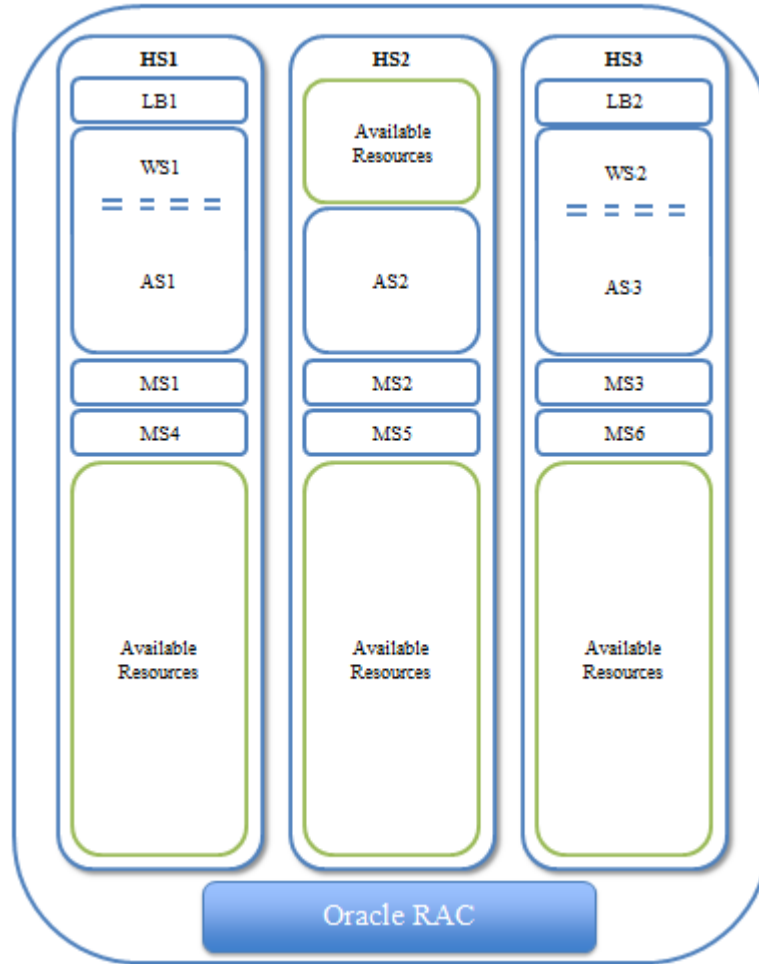 HS1
LB1
WS1
AS1
MS1
MS4
Available
Resources
HS2
Available
Resources
AS2
MS2
MS5
Available
Resources
HS3
LB2
WS2
AS3
MS3
MS6
Available
Resources
Oracle RAC